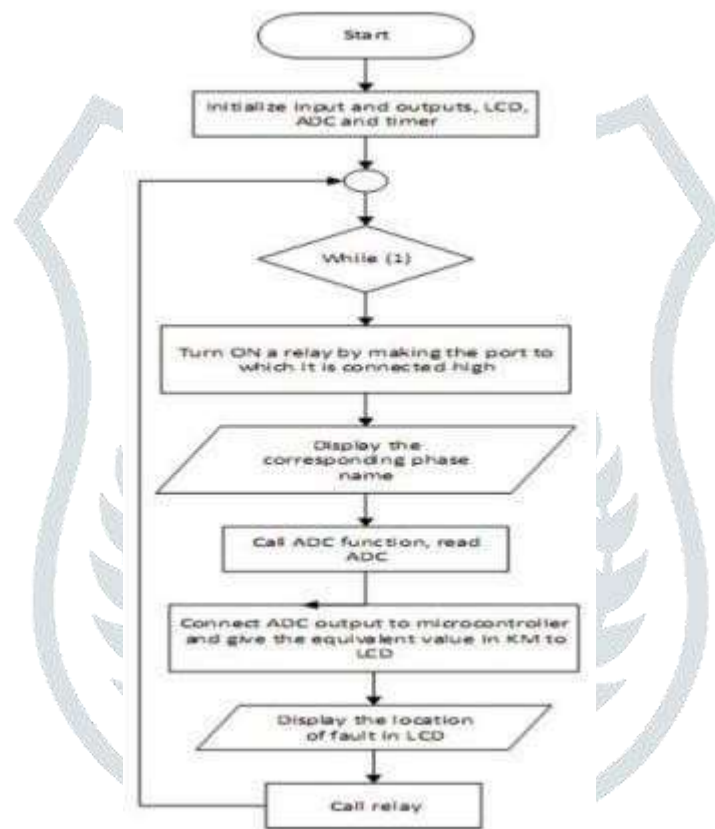 Start
Initialize input and outputs, LCD,
ADC and timer
While (1)
Turn ON a relay by making the port to
which it is connected high
Display the
corresponding phase
name
Call ADC function, read
ADC
Connect ADC output to microcontroller
and give the equivalent value in KM to
LCD
Display the location
of fault in LCD
Call relay